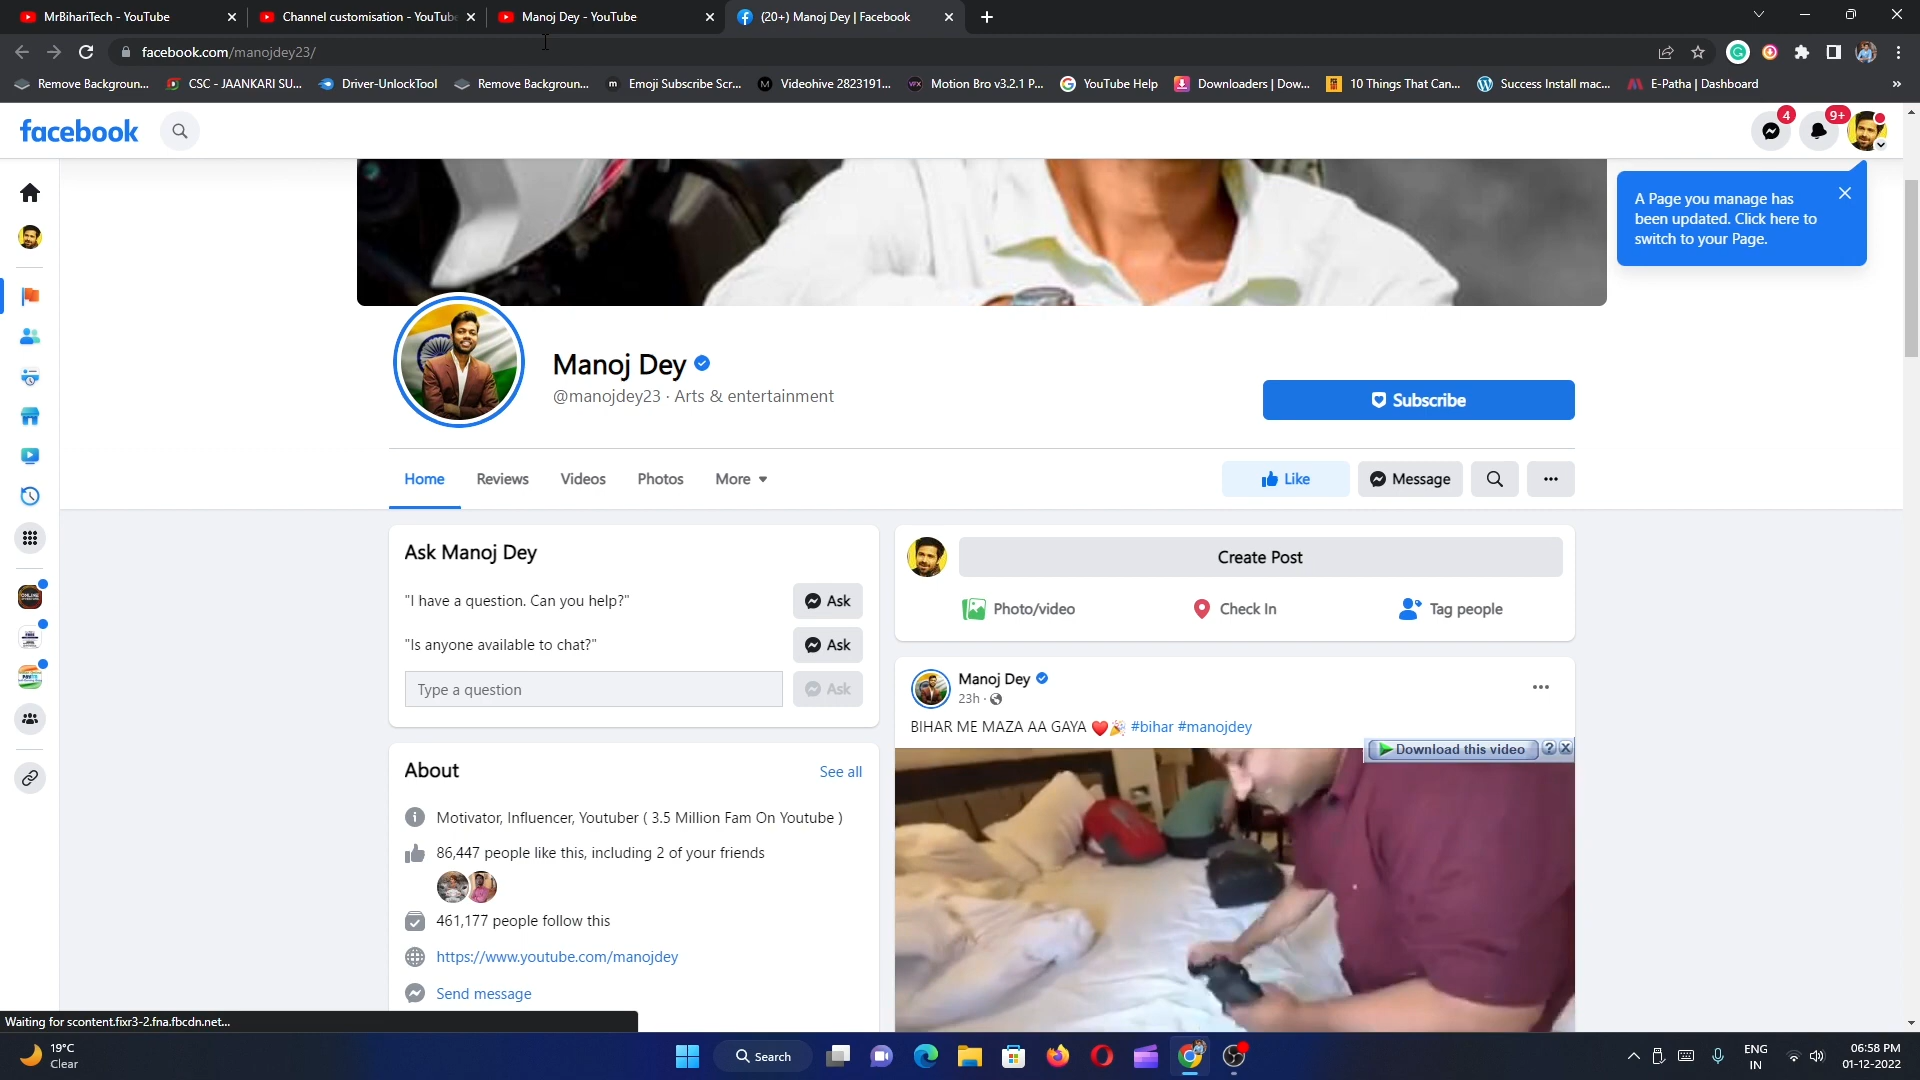 MrBihariTech - YouTube
Channel customisation - YouTube
Manoj Dey - YouTube
(20+) Manoj Dey | Facebook
facebook.com/manojdey23/
Remove Backgroun...
CSC - JAANKARI SU...
Driver-UnlockTool
Remove Backgroun...
Emoji Subscribe Scr...
Videohive 2823191...
Motion Bro v3.2.1 P...
YouTube Help
Downloaders | Dow...
10 Things That Can...
Success Install mac...
E-Patha | Dashboard
facebook
4
9+
A Page you manage has
been updated. Click here to
switch to your Page.
Manoj Dey
@manojdey23 · Arts & entertainment
Subscribe
Home
Reviews
Videos
Photos
More
Like
Message
Ask Manoj Dey
"I have a question. Can you help?"
Ask
"Is anyone available to chat?"
Ask
Type a question
Ask
Create Post
Photo/video
Check In
Tag people
Manoj Dey
23h ·
BIHAR ME MAZA AA GAYA ❤️🎉 #bihar #manojdey
Download this video
?
About
See all
Motivator, Influencer, Youtuber ( 3.5 Million Fam On Youtube )
86,447 people like this, including 2 of your friends
461,177 people follow this
https://www.youtube.com/manojdey
Send message
Waiting for scontent.fixr3-2.fna.fbcdn.net...
19°C
Clear
Search
ENG
IN
06:58 PM
01-12-2022